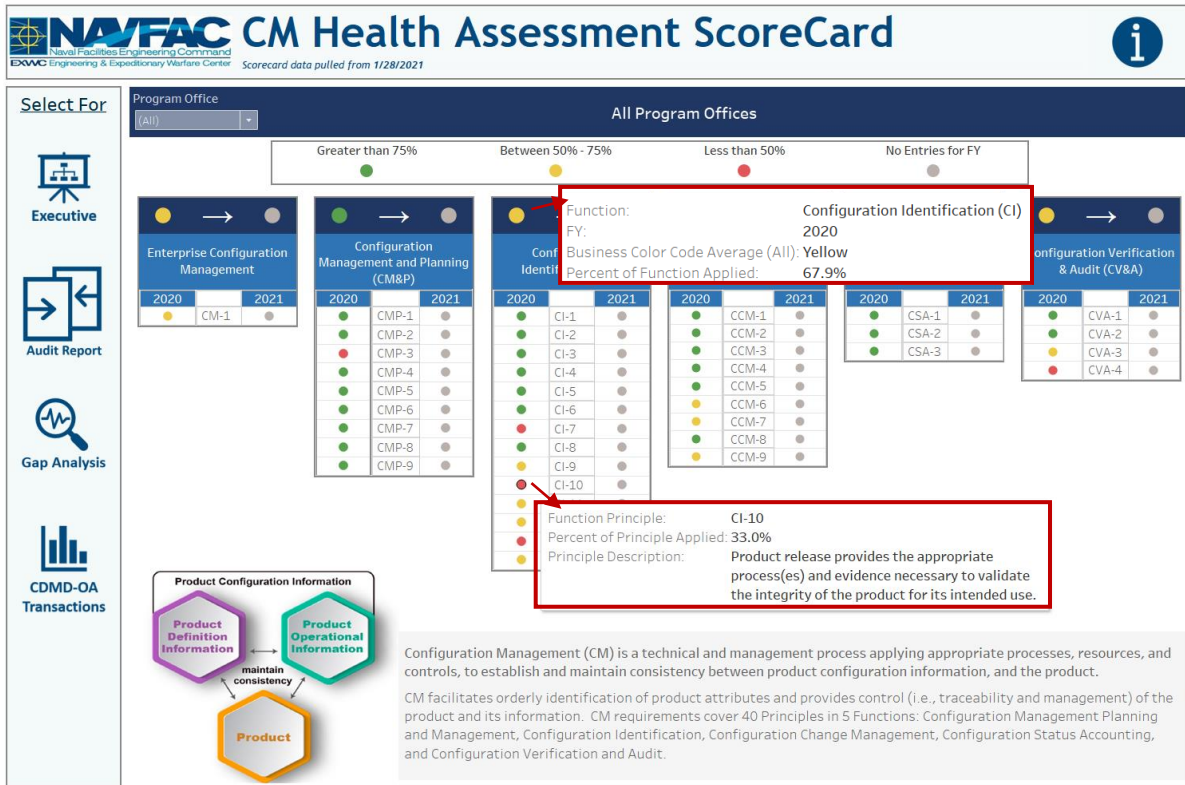 NAVFAC
Naval Facilities Engineering Command
EXWC Engineering & Expeditionary Warfare Center
CM Health Assessment ScoreCard
Scorecard data pulled from 1/28/2021
i
Select For
Executive
Audit Report
Gap Analysis
CDMD-OA
Transactions
Program Office
(All)
All Program Offices
Greater than 75%
Between 50% - 75%
Less than 50%
No Entries for FY
Enterprise Configuration
Management
2020 2021
CM-1
Configuration
Management and Planning
(CM&P)
2020 2021
CMP-1
CMP-2
CMP-3
CMP-4
CMP-5
CMP-6
CMP-7
CMP-8
CMP-9
2020 2021
CI-1
CI-2
CI-3
CI-4
CI-5
CI-6
CI-7
CI-8
CI-9
CI-10
Function: Configuration Identification (CI)
FY: 2020
Business Color Code Average (All): Yellow
Percent of Function Applied: 67.9%
2020 2021
CCM-1
CCM-2
CCM-3
CCM-4
CCM-5
CCM-6
CCM-7
CCM-8
CCM-9
2020 2021
CSA-1
CSA-2
CSA-3
onfiguration Verification
& Audit (CV&A)
2020 2021
CVA-1
CVA-2
CVA-3
CVA-4
Function Principle: CI-10
Percent of Principle Applied: 33.0%
Principle Description: Product release provides the appropriate
process(es) and evidence necessary to validate
the integrity of the product for its intended use.
Product Configuration Information
Product
Definition
Information
Product
Operational
Information
maintain
consistency
Product
Configuration Management (CM) is a technical and management process applying appropriate processes, resources, and
controls, to establish and maintain consistency between product configuration information, and the product.
CM facilitates orderly identification of product attributes and provides control (i.e., traceability and management) of the
product and its information. CM requirements cover 40 Principles in 5 Functions: Configuration Management Planning
and Management, Configuration Identification, Configuration Change Management, Configuration Status Accounting,
and Configuration Verification and Audit.